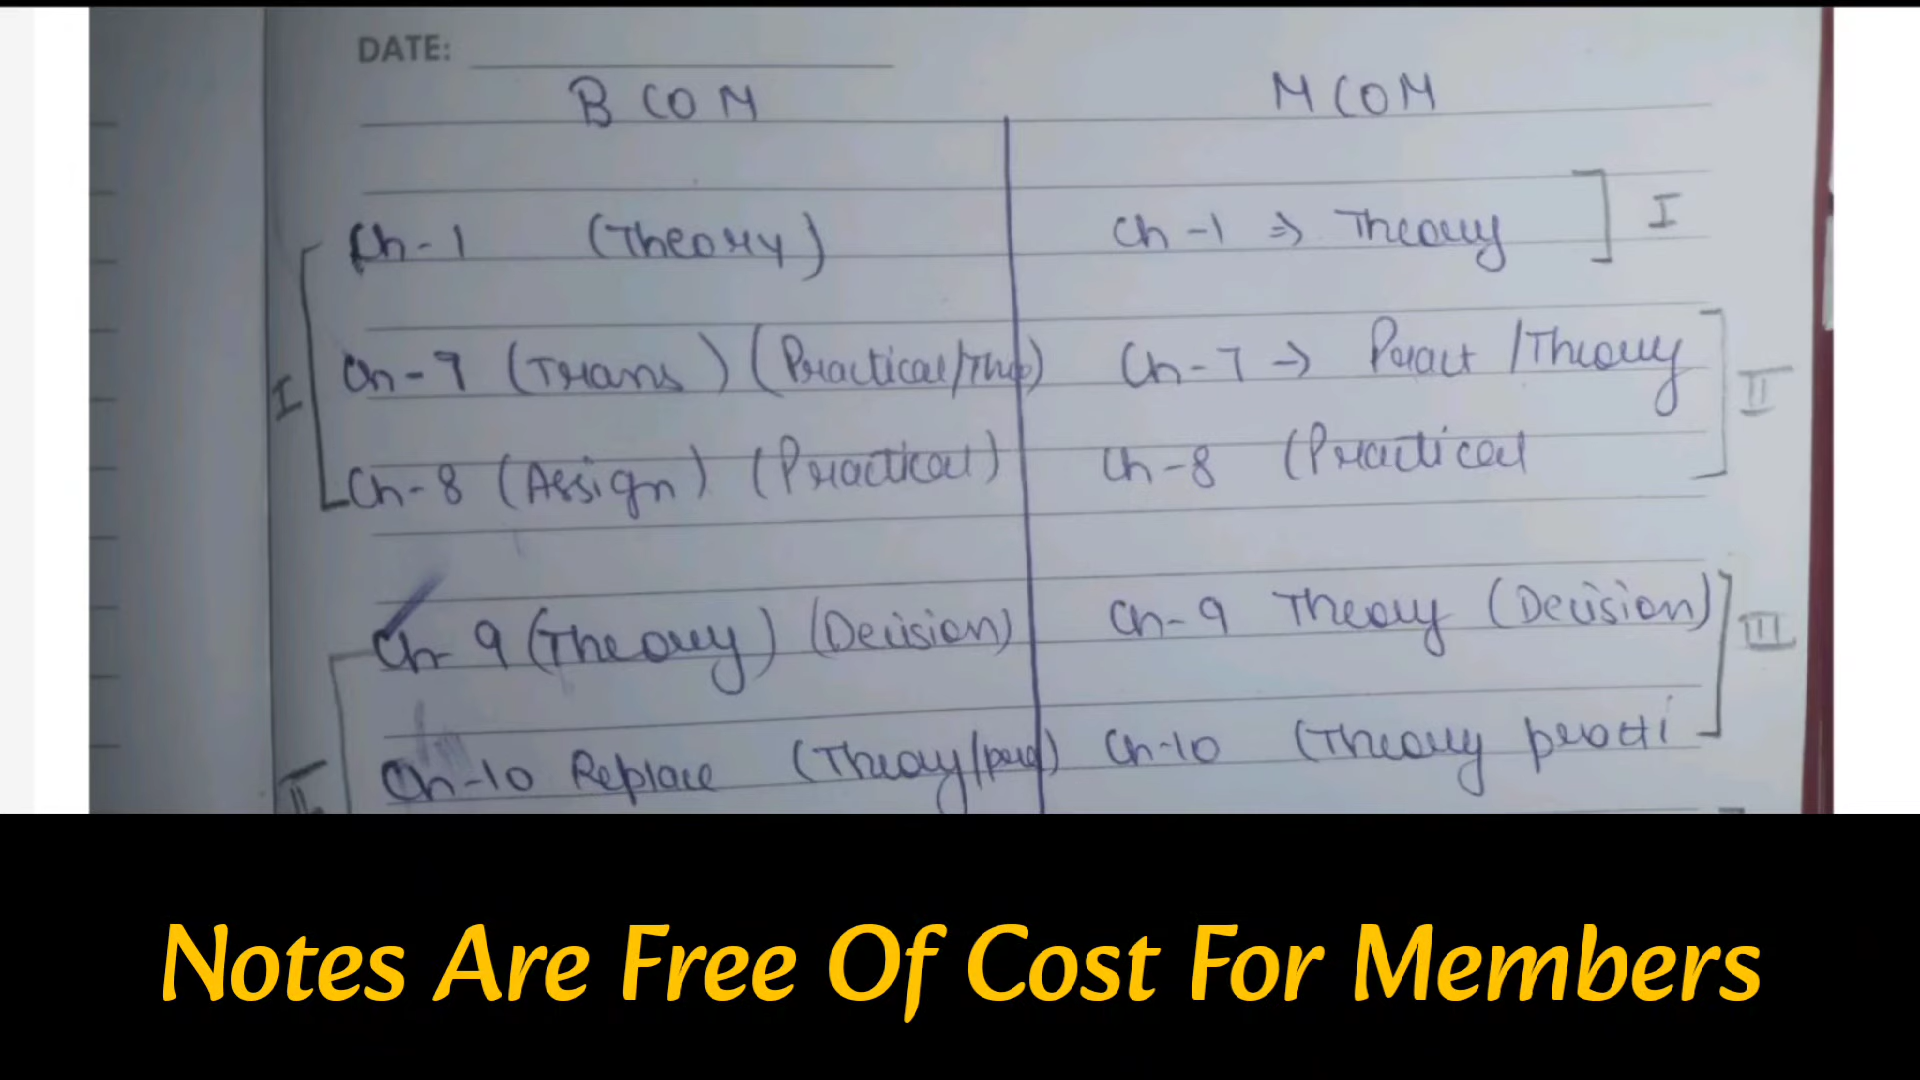 DATE:
B COM
M COM
Ch-1 (Theory)
I
Ch-7 (Trans) (Practical/Theo)
Ch-8 (Assign) (Practical)
Ch-9 (Theory) (Decision)
II
Ch-10 Replace (Theory/prac)
Ch-1 ⇒ Theory
I
Ch-7 → Pract / Theory
II
Ch-8 (Practical
Ch-9 Theory (Decision)
III
Ch-10 (Theory practi
Notes Are Free Of Cost For Members